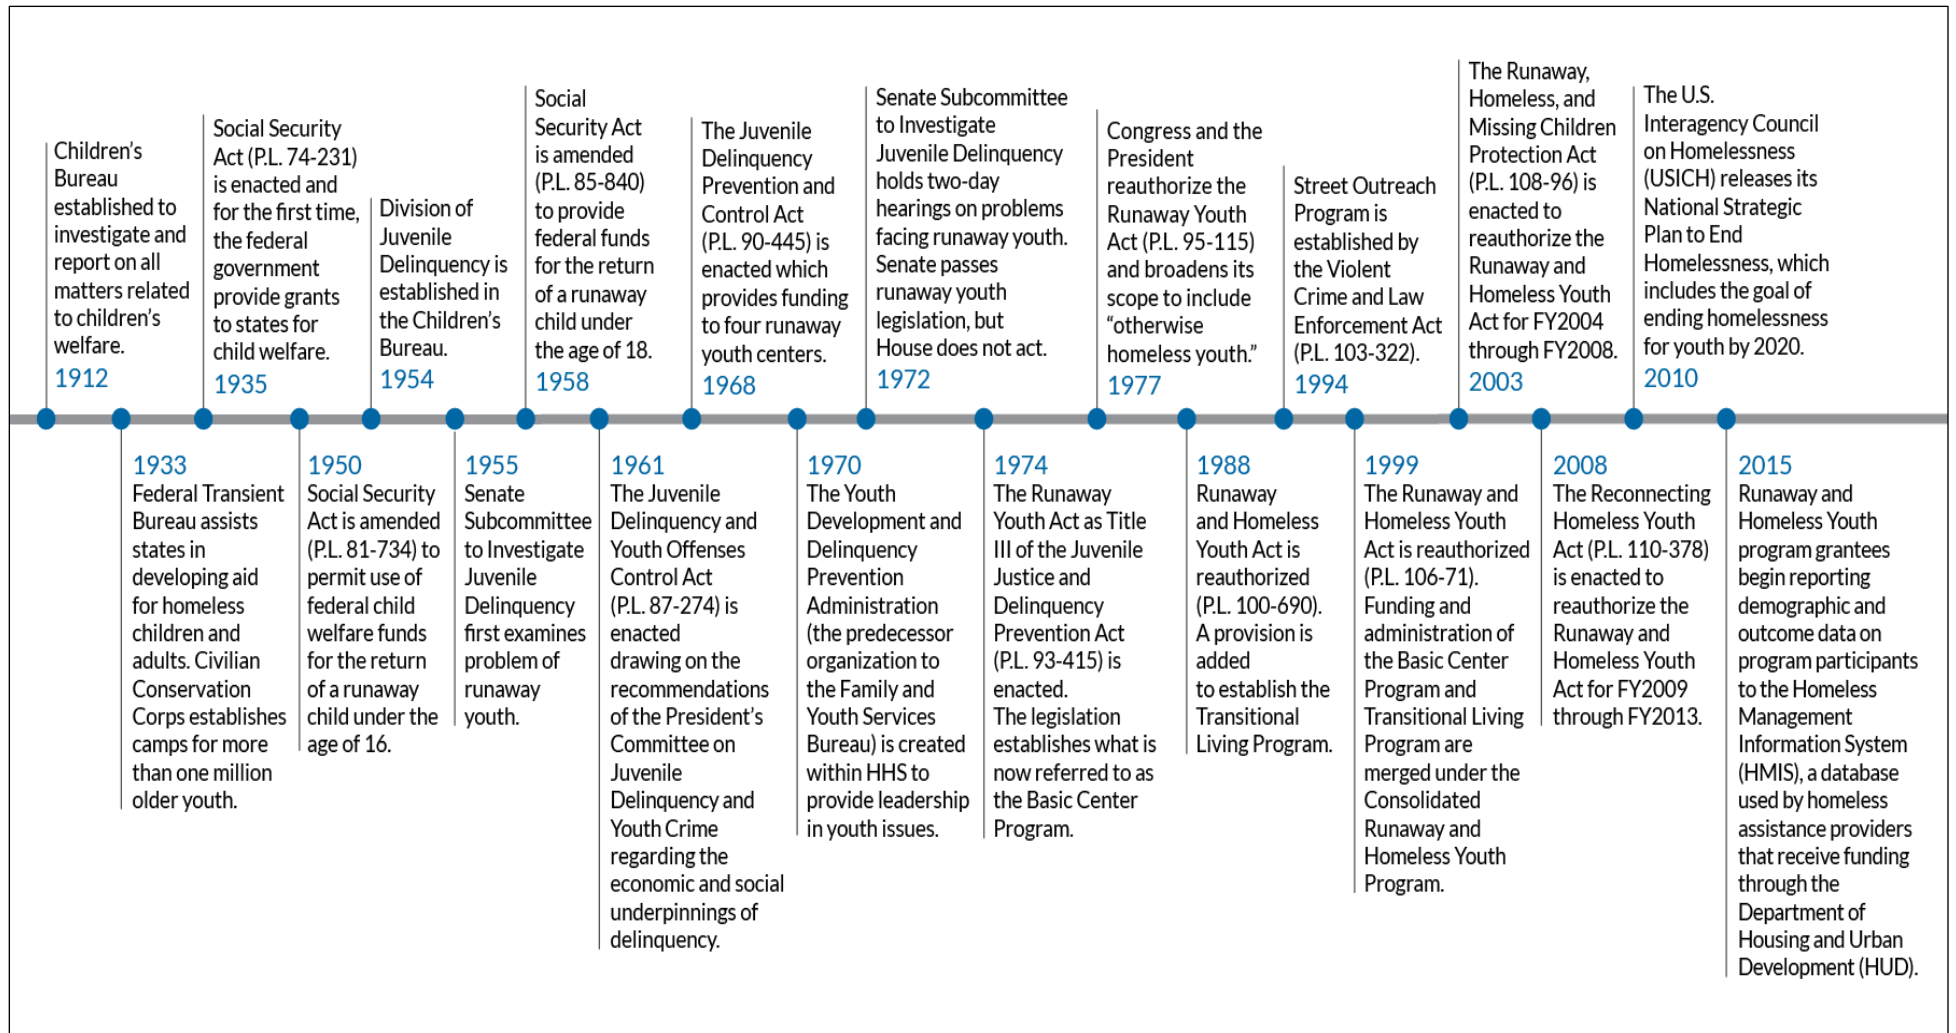 Children's
Bureau
established to
investigate and
report on all
matters related
to children's
welfare.
1912
1933
Federal Transient
Bureau assists
states in
developing aid
for homeless
children and
adults. Civilian
Conservation
Corps establishes
camps for more
than one million
older youth.
Social Security
Act (P.L. 74-231)
is enacted and
for the first time,
the federal
government
provide grants
to states for
child welfare.
1935
1950
Social Security
Act is amended
(P.L. 81-734) to
permit use of
federal child
welfare funds
for the return
of a runaway
child under the
age of 16.
Division of
Juvenile
Delinquency is
established in
the Children's
Bureau.
1954
1955
Senate
Subcommittee
to Investigate
Juvenile
Delinquency
first examines
problem of
runaway
youth.
Social
Security Act
is amended
(P.L. 85-840)
to provide
federal funds
for the return
of a runaway
child under
the age of 18.
1958
1961
The Juvenile
Delinquency and
Youth Offenses
Control Act
(P.L. 87-274) is
enacted
drawing on the
recommendations
of the President's
Committee on
Juvenile
Delinquency and
Youth Crime
regarding the
economic and social
underpinnings of
delinquency.
The Juvenile
Delinquency
Prevention and
Control Act
(P.L. 90-445) is
enacted which
provides funding
to four runaway
youth centers.
1968
1970
The Youth
Development and
Delinquency
Prevention
Administration
(the predecessor
organization to
the Family and
Youth Services
Bureau) is created
within HHS to
provide leadership
in youth issues.
Senate Subcommittee
to Investigate
Juvenile Delinquency
holds two-day
hearings on problems
facing runaway youth.
Senate passes
runaway youth
legislation, but
House does not act.
1972
1974
The Runaway
Youth Act as Title
III of the Juvenile
Justice and
Delinquency
Prevention Act
(P.L. 93-415) is
enacted.
The legislation
establishes what is
now referred to as
the Basic Center
Program.
Congress and the
President
reauthorize the
Runaway Youth
Act (P.L. 95-115)
and broadens its
scope to include
“otherwise
homeless youth.”
1977
1988
Runaway
and Homeless
Youth Act is
reauthorized
(P.L. 100-690).
A provision is
added
to establish the
Transitional
Living Program.
Street Outreach
Program is
established by
the Violent
Crime and Law
Enforcement Act
(P.L. 103-322).
1994
1999
The Runaway and
Homeless Youth
Act is reauthorized
(P.L. 106-71).
Funding and
administration of
the Basic Center
Program and
Transitional Living
Program are
merged under the
Consolidated
Runaway and
Homeless Youth
Program.
The Runaway,
Homeless, and
Missing Children
Protection Act
(P.L. 108-96) is
enacted to
reauthorize the
Runaway and
Homeless Youth
Act for FY2004
through FY2008.
2003
2008
The Reconnecting
Homeless Youth
Act (P.L. 110-378)
is enacted to
reauthorize the
Runaway and
Homeless Youth
Act for FY2009
through FY2013.
The U.S.
Interagency Council
on Homelessness
(USICH) releases its
National Strategic
Plan to End
Homelessness, which
includes the goal of
ending homelessness
for youth by 2020.
2010
2015
Runaway and
Homeless Youth
program grantees
begin reporting
demographic and
outcome data on
program participants
to the Homeless
Management
Information System
(HMIS), a database
used by homeless
assistance providers
that receive funding
through the
Department of
Housing and Urban
Development (HUD).